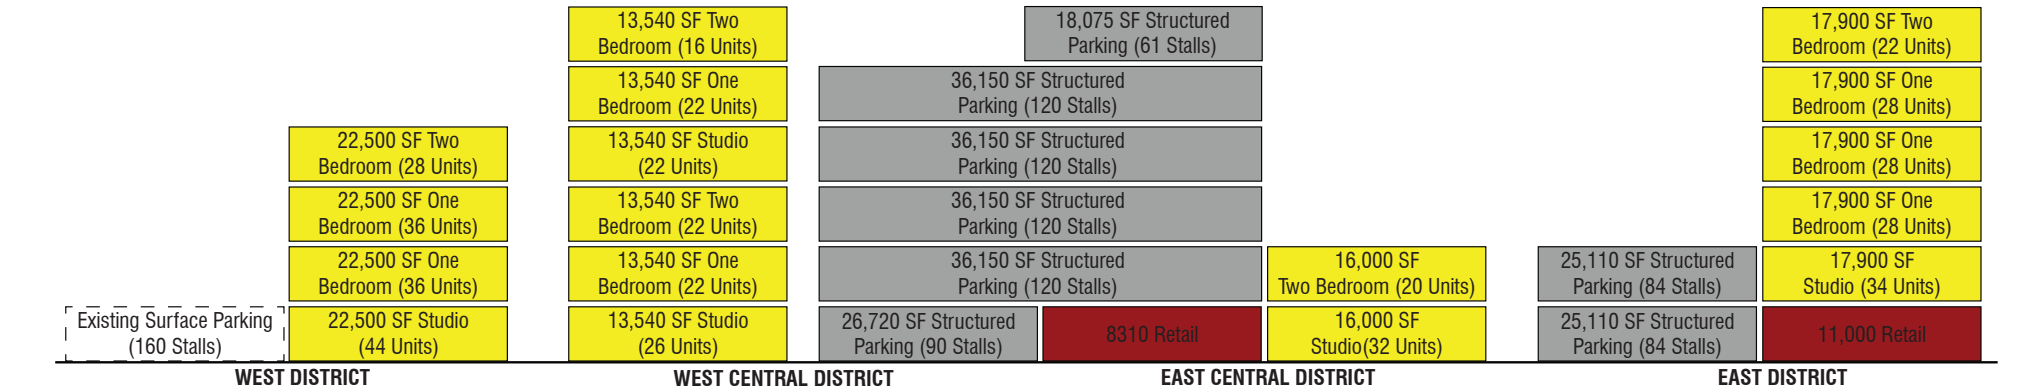 13,540 SF Two
Bedroom (16 Units)
18,075 SF Structured
Parking (61 Stalls)
17,900 SF Two
Bedroom (22 Units)
13,540 SF One
Bedroom (22 Units)
36,150 SF Structured
Parking (120 Stalls)
17,900 SF One
Bedroom (28 Units)
22,500 SF Two
Bedroom (28 Units)
13,540 SF Studio
(22 Units)
36,150 SF Structured
Parking (120 Stalls)
17,900 SF One
Bedroom (28 Units)
22,500 SF One
Bedroom (36 Units)
13,540 SF Two
Bedroom (22 Units)
36,150 SF Structured
Parking (120 Stalls)
17,900 SF One
Bedroom (28 Units)
22,500 SF One
Bedroom (36 Units)
13,540 SF One
Bedroom (22 Units)
36,150 SF Structured
Parking (120 Stalls)
16,000 SF
Two Bedroom (20 Units)
25,110 SF Structured
Parking (84 Stalls)
17,900 SF
Studio (34 Units)
Existing Surface Parking
(160 Stalls)
22,500 SF Studio
(44 Units)
13,540 SF Studio
(26 Units)
26,720 SF Structured
Parking (90 Stalls)
8310 Retail
16,000 SF
Studio(32 Units)
25,110 SF Structured
Parking (84 Stalls)
11,000 Retail
WEST DISTRICT
WEST CENTRAL DISTRICT
EAST CENTRAL DISTRICT
EAST DISTRICT